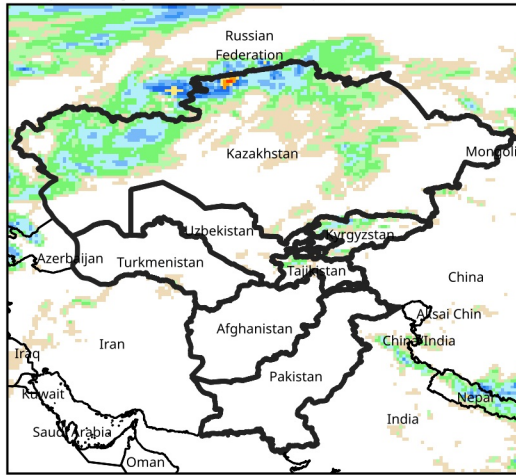 Russian
Federation
Kazakhstan
Mongoli
Uzbekistan
Kyrgyzstan
Azerbaijan
Turkmenistan
Tajikistan
China
Aksai Chin
Afghanistan
Iran
China/India
Iraq
Pakistan
Kuwait
Nepal
India
Saudi Arabia
Oman